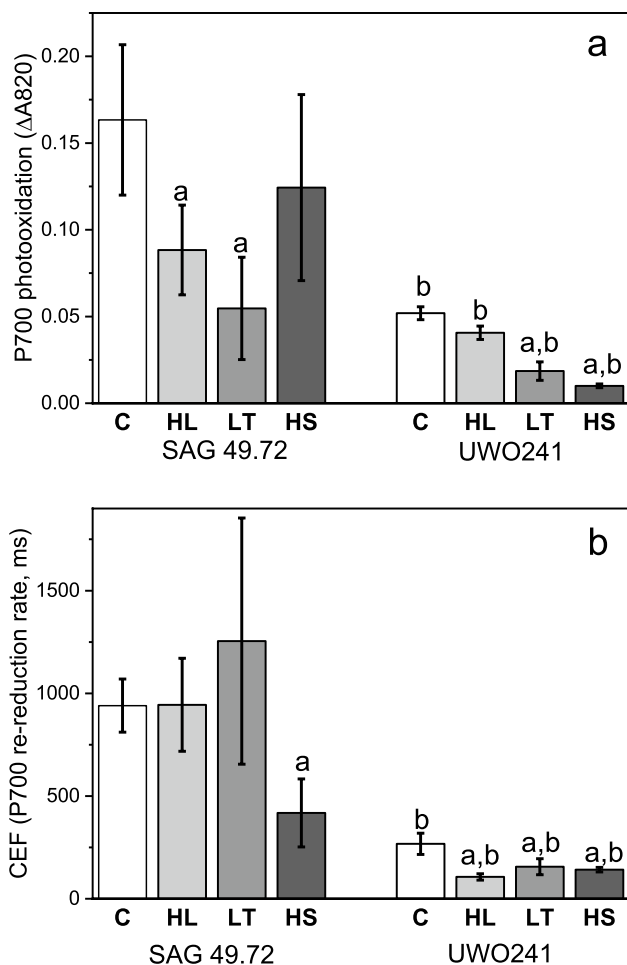 a
P700 photooxidation (ΔA820)
0.20
0.15
0.10
0.05
0.00
a
a
b
b
a,b
a,b
C HL LT HS C HL LT HS
SAG 49.72 UWO241
b
CEF (P700 re-reduction rate, ms)
1500
1000
500
0
a
b
a,b
a,b
a,b
C HL LT HS C HL LT HS
SAG 49.72 UWO241